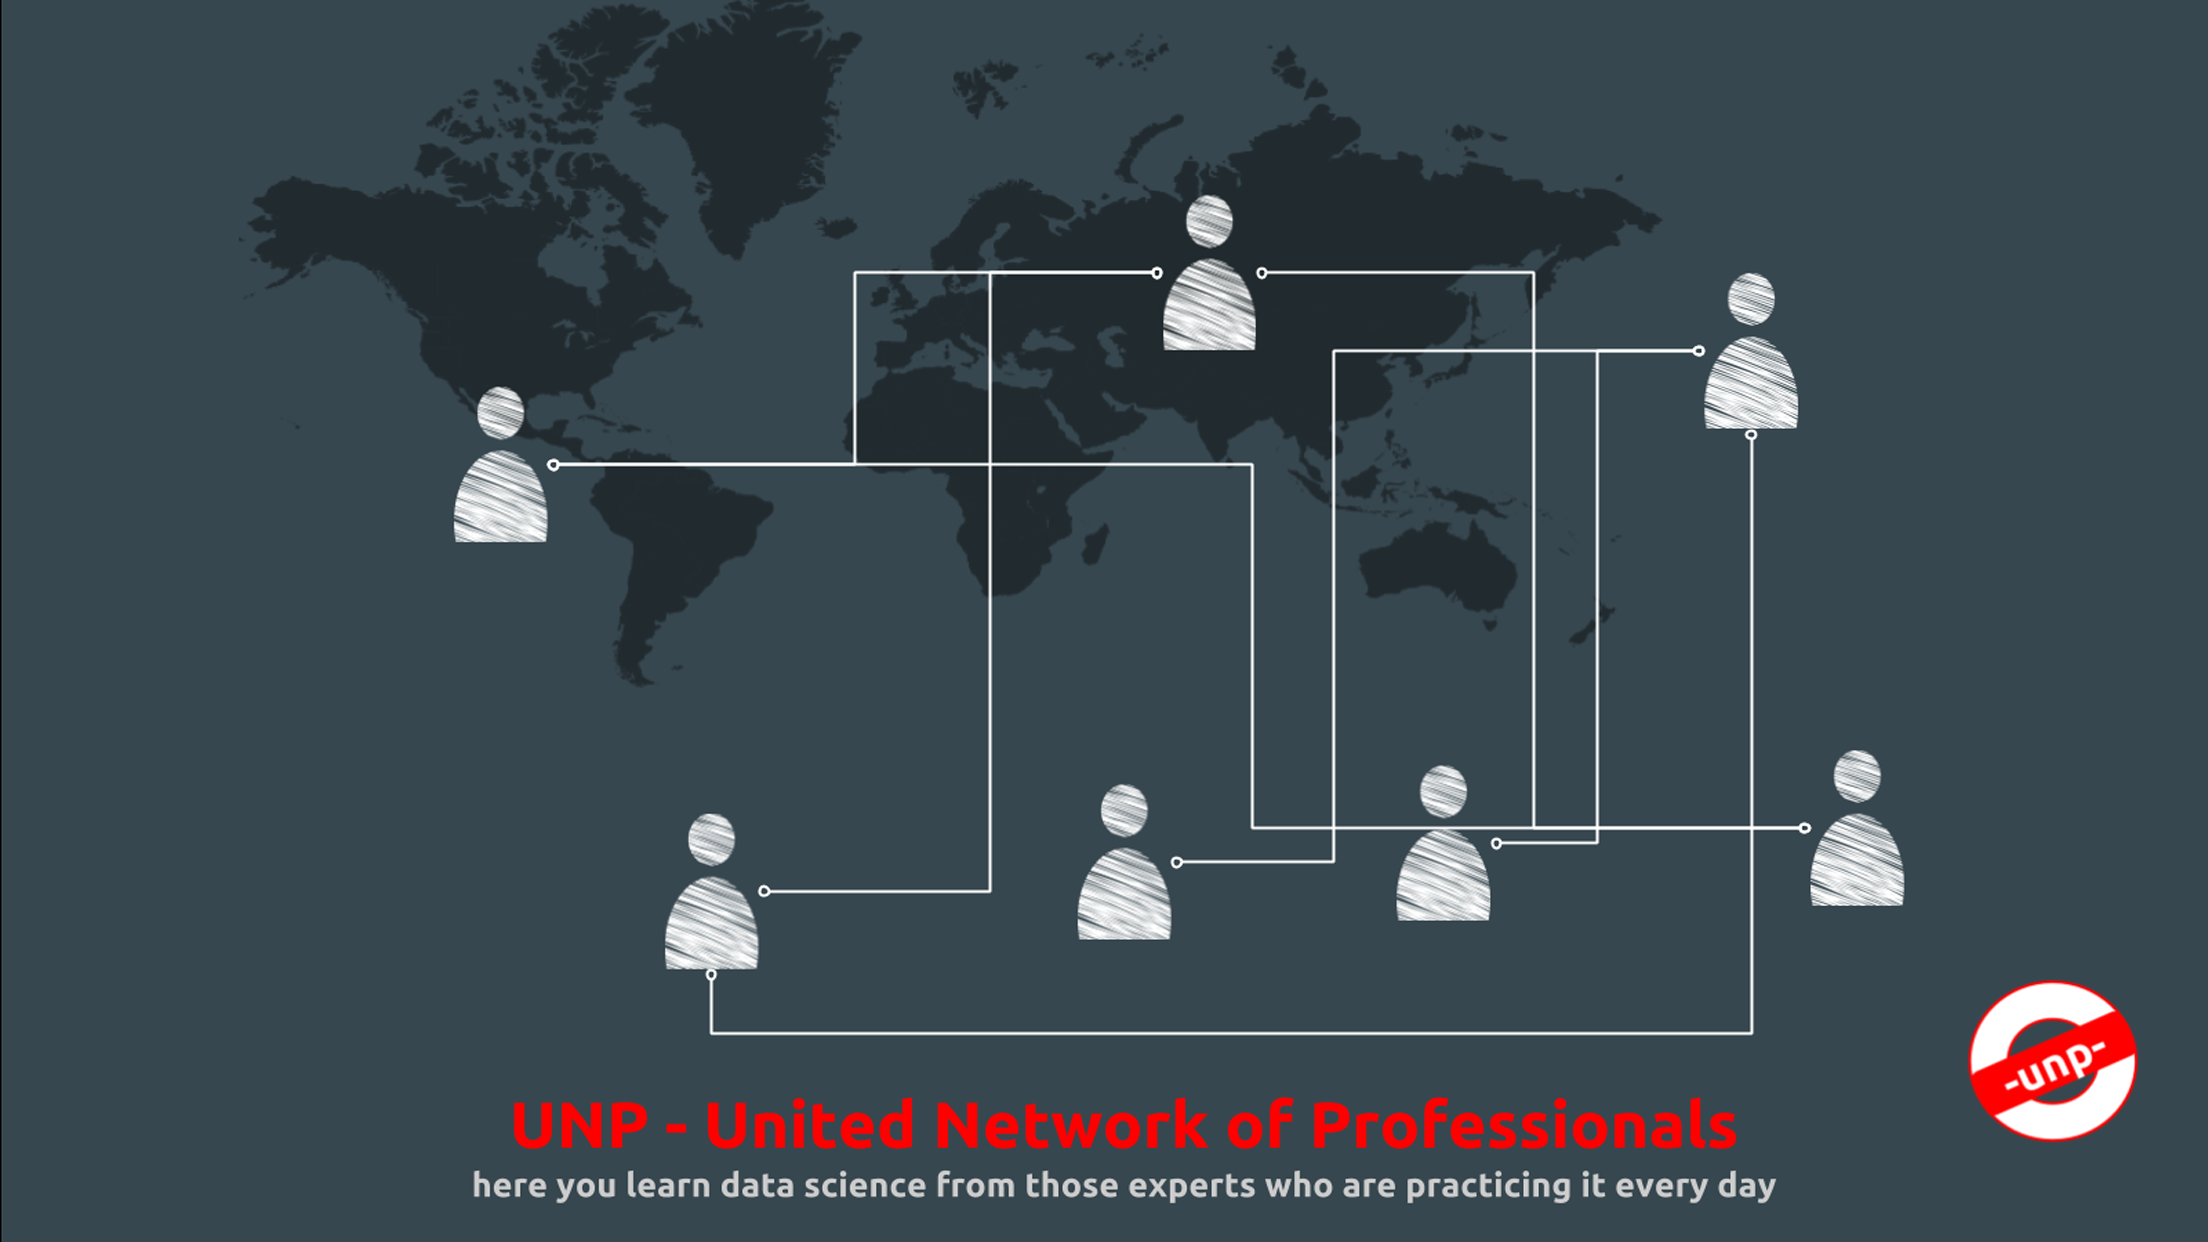 -unp-
UNP - United Network of Professionals
here you learn data science from those experts who are practicing it every day